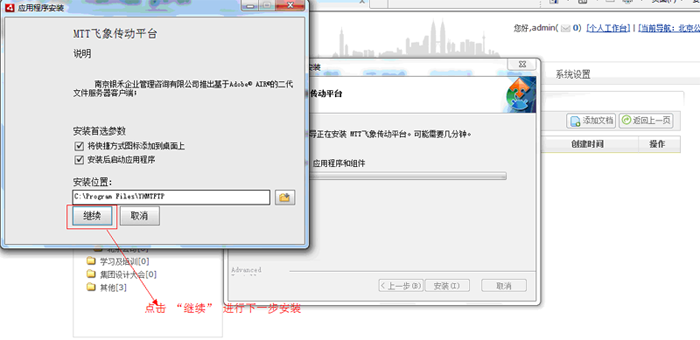 应用程序安装
MTT飞象传动平台
说明
南京银禾企业管理咨询有限公司推出基于Adobe® AIR®的二代
文件服务器客户端:
安装首选参数
将快捷方式图标添加到桌面上
安装后启动应用程序
安装位置:
C:\Program Files\YHMTFTP
继续
取消
您好,admin( 0) [个人工作台] | [当前导航: 北京公
安装
传动平台
导正在安装 MTT飞象传动平台。可能需要几分钟。
应用程序和组件
Advanced
< 上一步(B)
安装(I)
取消
系统设置
添加文档
返回上一页
创建时间
操作
学习及培训[0]
集团设计大会[0]
其他[3]
点击 “继续” 进行下一步安装